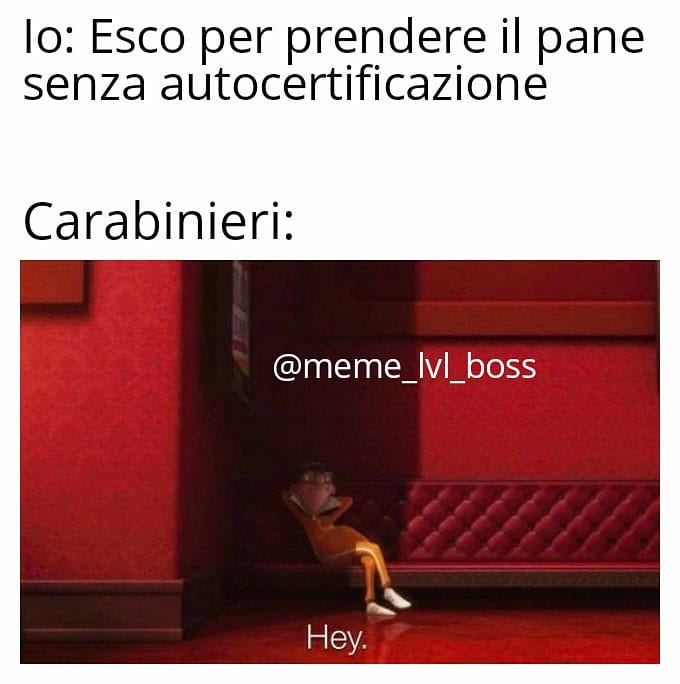 Io: Esco per prendere il pane
senza autocertificazione
Carabinieri:
@meme_lvl_boss
Hey.